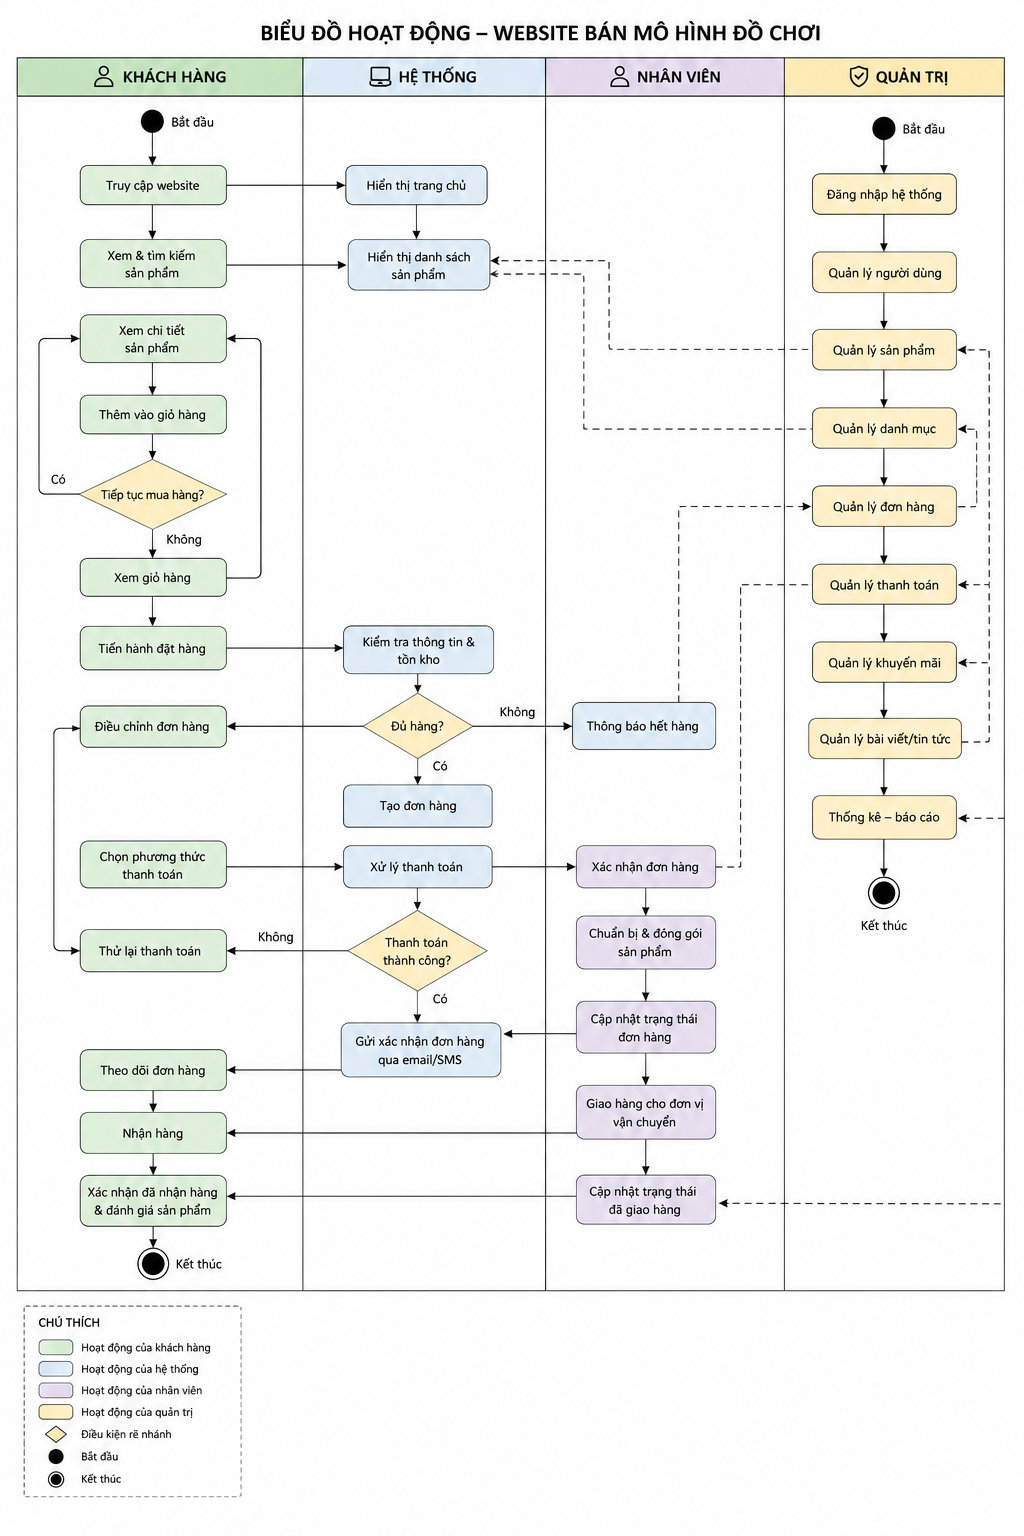 BIỂU ĐỒ HOẠT ĐỘNG – WEBSITE BÁN MÔ HÌNH ĐỒ CHƠI
KHÁCH HÀNG
HỆ THỐNG
NHÂN VIÊN
QUẢN TRỊ
Bắt đầu
Truy cập website
Xem & tìm kiếm
sản phẩm
Xem chi tiết
sản phẩm
Thêm vào giỏ hàng
Tiếp tục mua hàng?
Có
Không
Xem giỏ hàng
Tiến hành đặt hàng
Điều chỉnh đơn hàng
Chọn phương thức
thanh toán
Thử lại thanh toán
Theo dõi đơn hàng
Nhận hàng
Xác nhận đã nhận hàng
& đánh giá sản phẩm
Kết thúc
Hiển thị trang chủ
Hiển thị danh sách
sản phẩm
Kiểm tra thông tin &
tồn kho
Đủ hàng?
Không
Có
Tạo đơn hàng
Xử lý thanh toán
Thanh toán
thành công?
Không
Có
Gửi xác nhận đơn hàng
qua email/SMS
Thông báo hết hàng
Xác nhận đơn hàng
Chuẩn bị & đóng gói
sản phẩm
Cập nhật trạng thái
đơn hàng
Giao hàng cho đơn vị
vận chuyển
Cập nhật trạng thái
đã giao hàng
Bắt đầu
Đăng nhập hệ thống
Quản lý người dùng
Quản lý sản phẩm
Quản lý danh mục
Quản lý đơn hàng
Quản lý thanh toán
Quản lý khuyến mãi
Quản lý bài viết/tin tức
Thống kê – báo cáo
Kết thúc
CHÚ THÍCH
Hoạt động của khách hàng
Hoạt động của hệ thống
Hoạt động của nhân viên
Hoạt động của quản trị
Điều kiện rẽ nhánh
Bắt đầu
Kết thúc